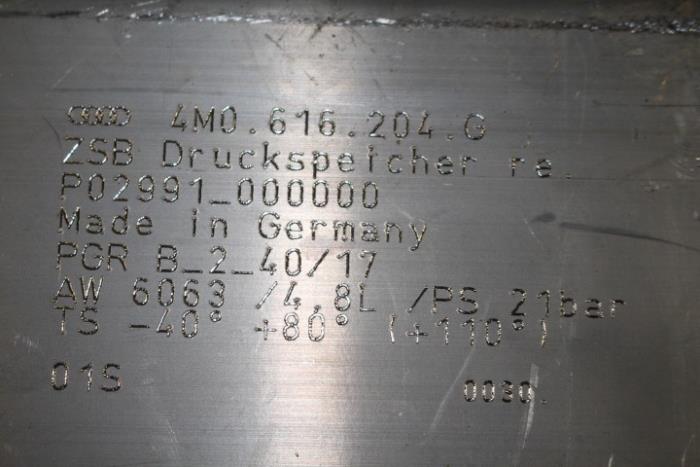 4M0.616.204.G
ZSB Druckspeicher re.
P02991_000000
Made in Germany
PGR B_2_40/17
AW 6063 /4,8L /PS 21bar
TS -40° +80° (+110°)
01S
0080.